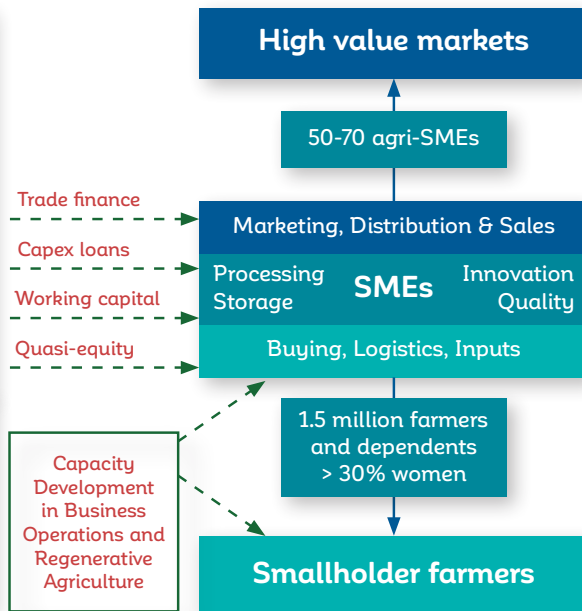 High value markets
50-70 agri-SMEs
Trade finance
Marketing, Distribution & Sales
Capex loans
Processing
Storage
SMEs
Innovation
Quality
Working capital
Quasi-equity
Buying, Logistics, Inputs
1.5 million farmers
and dependents
> 30% women
Capacity
Development
in Business
Operations and
Regenerative
Agriculture
Smallholder farmers